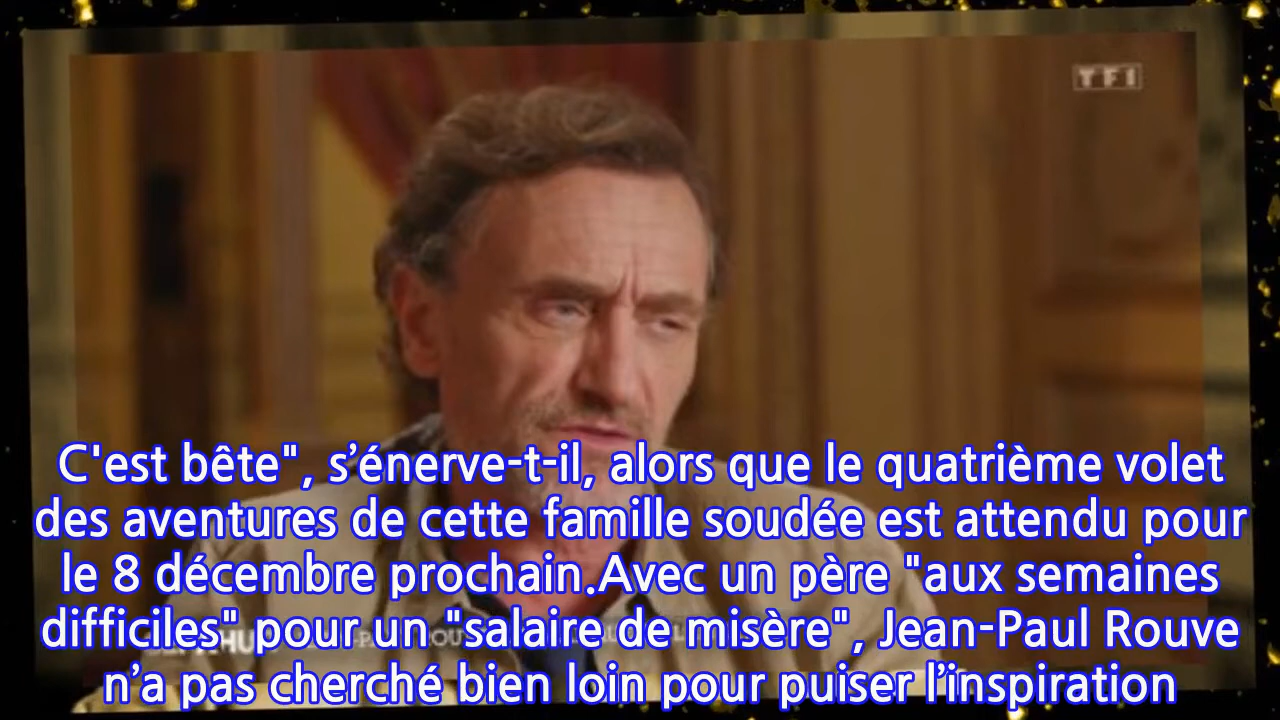 TF1
C'est bête", s’énerve-t-il, alors que le quatrième volet
des aventures de cette famille soudée est attendu pour
le 8 décembre prochain.Avec un père "aux semaines
difficiles" pour un "salaire de misère", Jean-Paul Rouve
n’a pas cherché bien loin pour puiser l’inspiration